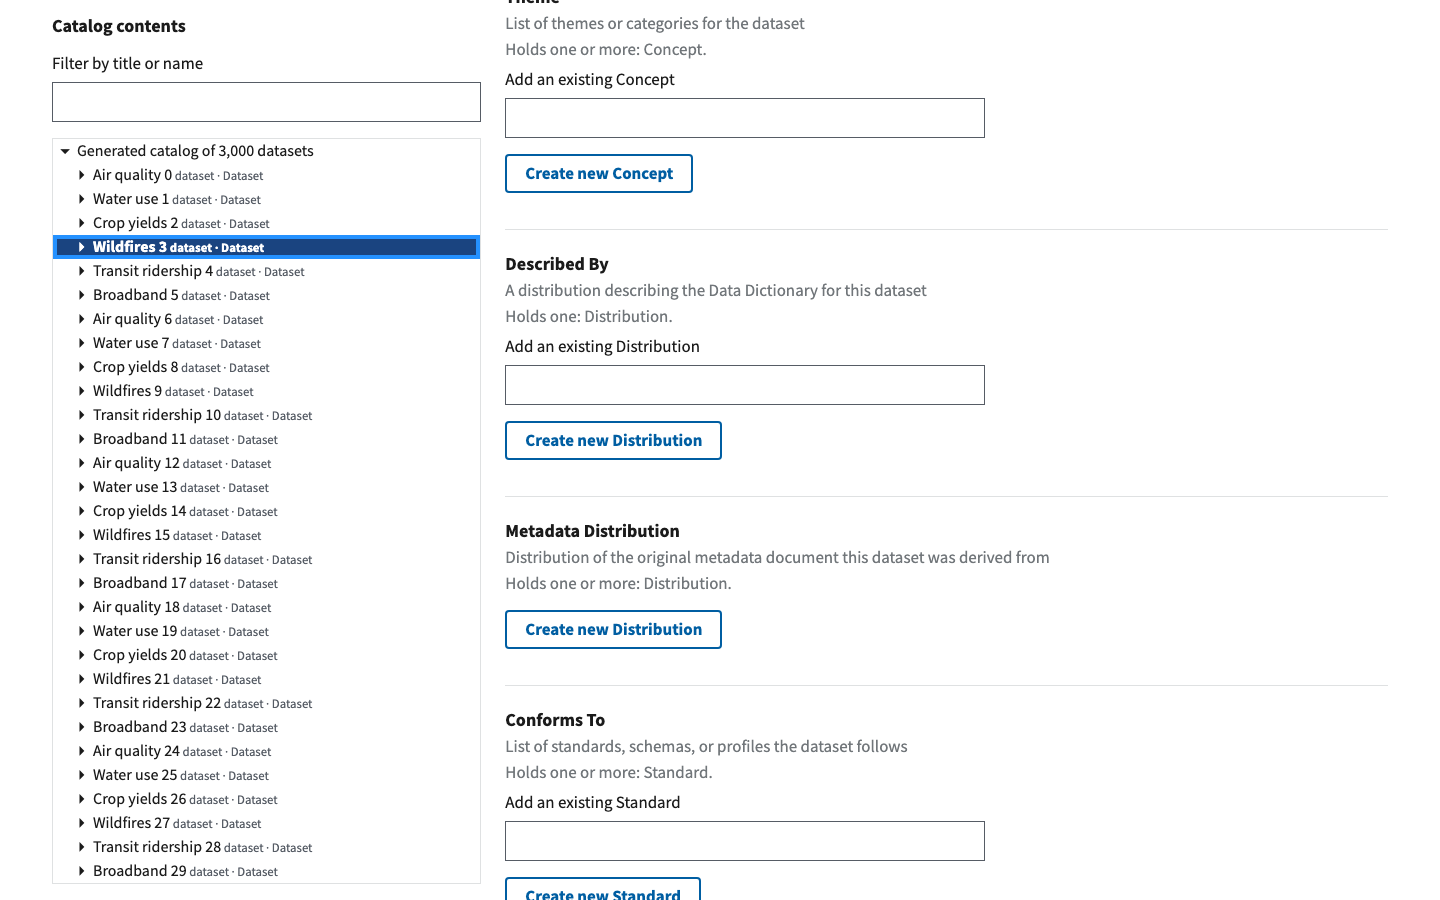 Catalog contents
Filter by title or name
Generated catalog of 3,000 datasets
Air quality 0 dataset · Dataset
Water use 1 dataset · Dataset
Crop yields 2 dataset · Dataset
Wildfires 3 dataset · Dataset
Transit ridership 4 dataset · Dataset
Broadband 5 dataset · Dataset
Air quality 6 dataset · Dataset
Water use 7 dataset · Dataset
Crop yields 8 dataset · Dataset
Wildfires 9 dataset · Dataset
Transit ridership 10 dataset · Dataset
Broadband 11 dataset · Dataset
Air quality 12 dataset · Dataset
Water use 13 dataset · Dataset
Crop yields 14 dataset · Dataset
Wildfires 15 dataset · Dataset
Transit ridership 16 dataset · Dataset
Broadband 17 dataset · Dataset
Air quality 18 dataset · Dataset
Water use 19 dataset · Dataset
Crop yields 20 dataset · Dataset
Wildfires 21 dataset · Dataset
Transit ridership 22 dataset · Dataset
Broadband 23 dataset · Dataset
Air quality 24 dataset · Dataset
Water use 25 dataset · Dataset
Crop yields 26 dataset · Dataset
Wildfires 27 dataset · Dataset
Transit ridership 28 dataset · Dataset
Broadband 29 dataset · Dataset
Theme
List of themes or categories for the dataset
Holds one or more: Concept.
Add an existing Concept
Create new Concept
Described By
A distribution describing the Data Dictionary for this dataset
Holds one: Distribution.
Add an existing Distribution
Create new Distribution
Metadata Distribution
Distribution of the original metadata document this dataset was derived from
Holds one or more: Distribution.
Create new Distribution
Conforms To
List of standards, schemas, or profiles the dataset follows
Holds one or more: Standard.
Add an existing Standard
Create new Standard